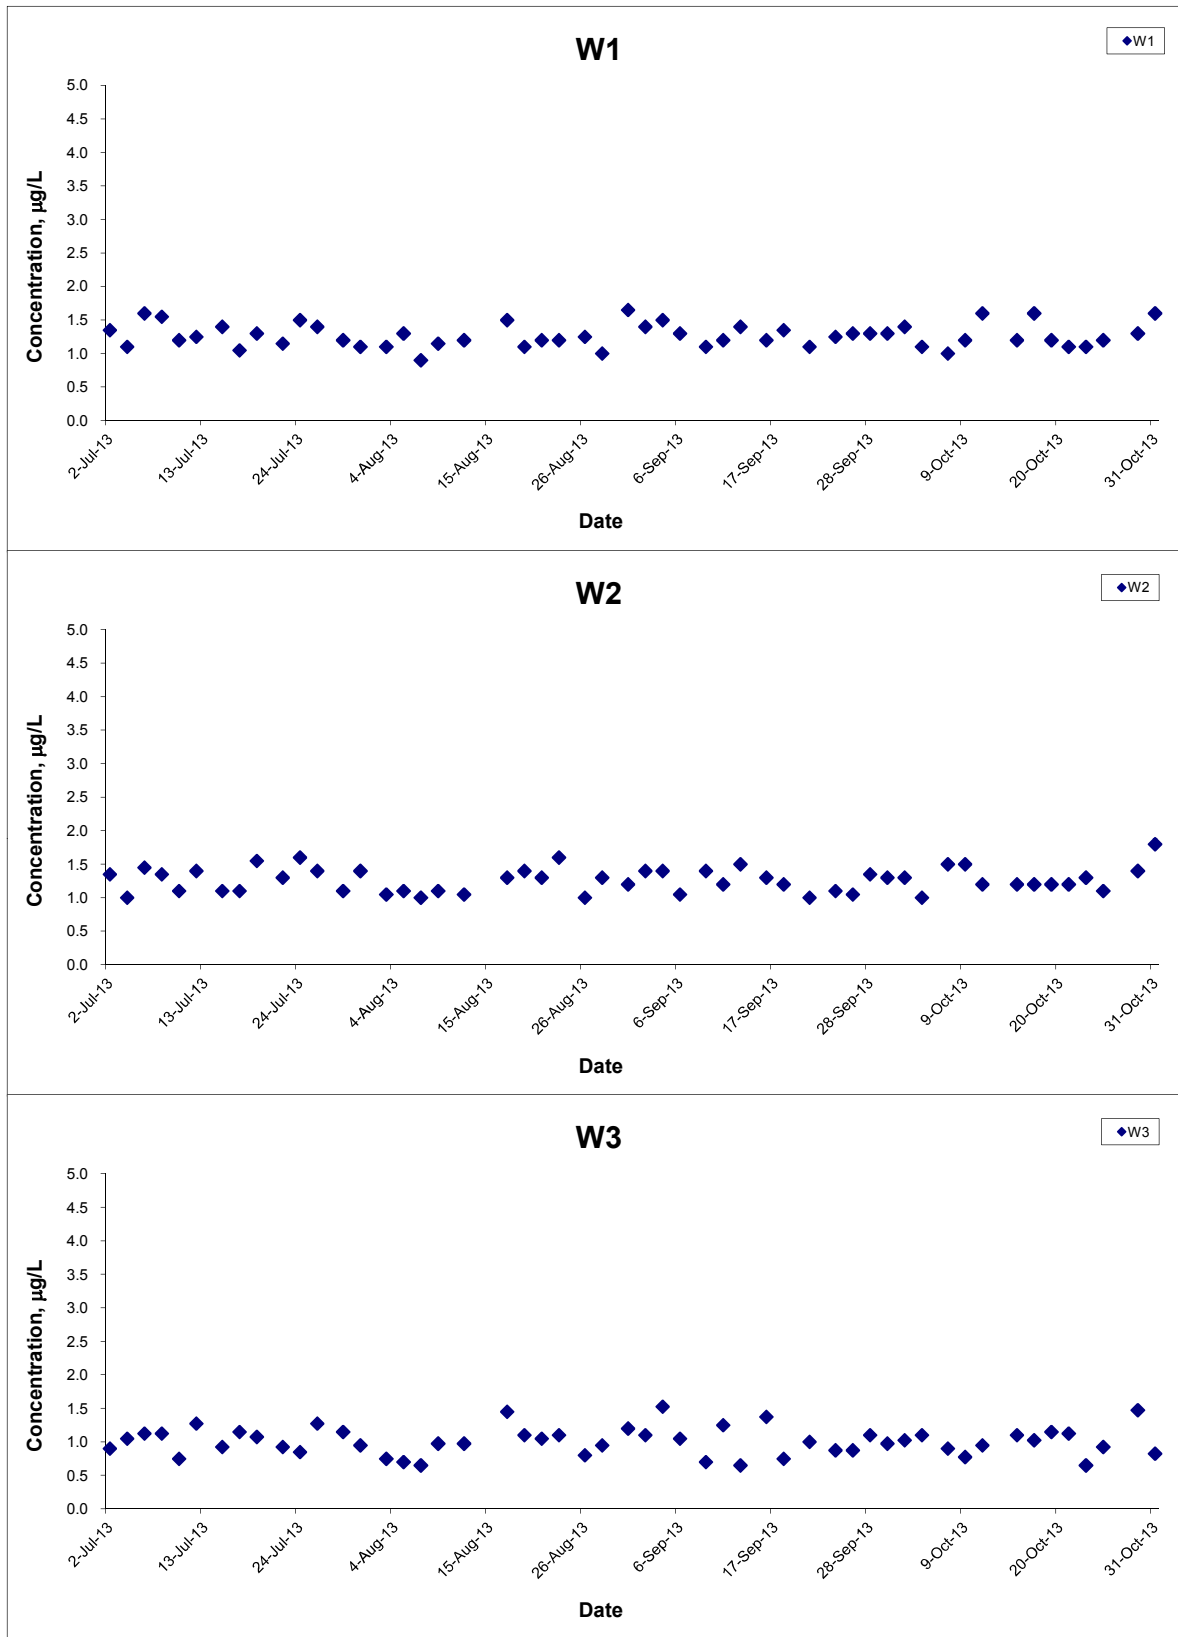 W1
W1
5.0
4.5
4.0
3.5
3.0
2.5
2.0
1.5
1.0
0.5
0.0
Concentration, µg/L
2-Jul-13
13-Jul-13
24-Jul-13
4-Aug-13
15-Aug-13
26-Aug-13
6-Sep-13
17-Sep-13
28-Sep-13
9-Oct-13
20-Oct-13
31-Oct-13
Date
W2
W2
5.0
4.5
4.0
3.5
3.0
2.5
2.0
1.5
1.0
0.5
0.0
Concentration, µg/L
2-Jul-13
13-Jul-13
24-Jul-13
4-Aug-13
15-Aug-13
26-Aug-13
6-Sep-13
17-Sep-13
28-Sep-13
9-Oct-13
20-Oct-13
31-Oct-13
Date
W3
W3
5.0
4.5
4.0
3.5
3.0
2.5
2.0
1.5
1.0
0.5
0.0
Concentration, µg/L
2-Jul-13
13-Jul-13
24-Jul-13
4-Aug-13
15-Aug-13
26-Aug-13
6-Sep-13
17-Sep-13
28-Sep-13
9-Oct-13
20-Oct-13
31-Oct-13
Date